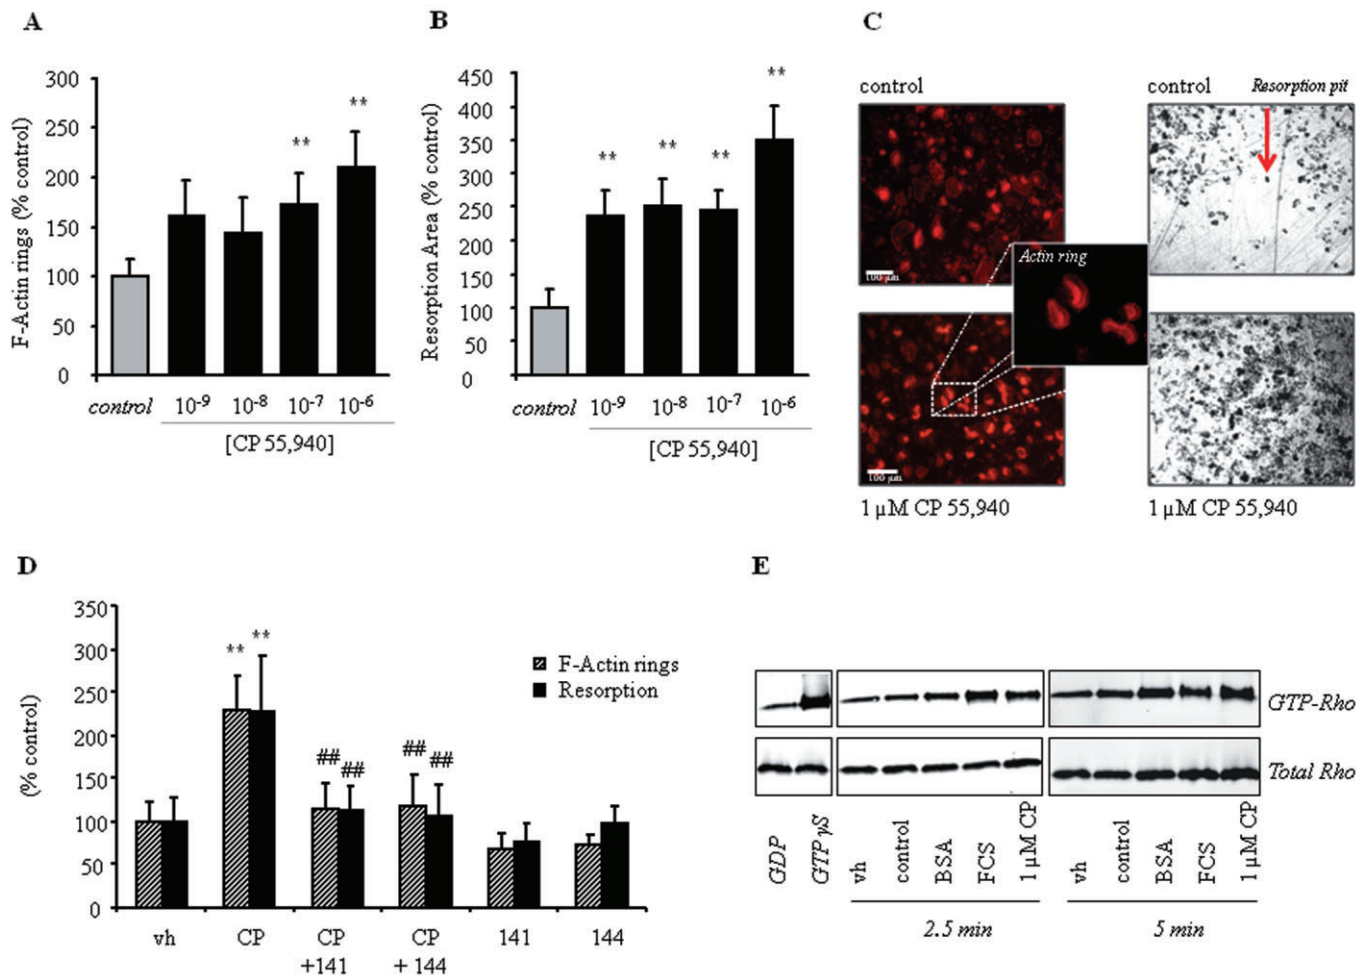 A
F-Actin rings (% control)
300
250
200
150
100
50
0
**
**
control
10-9
10-8
10-7
10-6
[CP 55,940]
B
Resorption Area (% control)
450
400
350
300
250
200
150
100
50
0
**
**
**
**
control
10-9
10-8
10-7
10-6
[CP 55,940]
C
control
control
Resorption pit
Actin ring
100 µm
100 µm
1 µM CP 55,940
1 µM CP 55,940
D
(% control)
350
300
250
200
150
100
50
0
**
**
##
##
##
##
F-Actin rings
Resorption
vh
CP
CP
+141
CP
+ 144
141
144
E
GTP-Rho
Total Rho
GDP
GTPγS
vh
control
BSA
FCS
1 µM CP
vh
control
BSA
FCS
1 µM CP
2.5 min
5 min